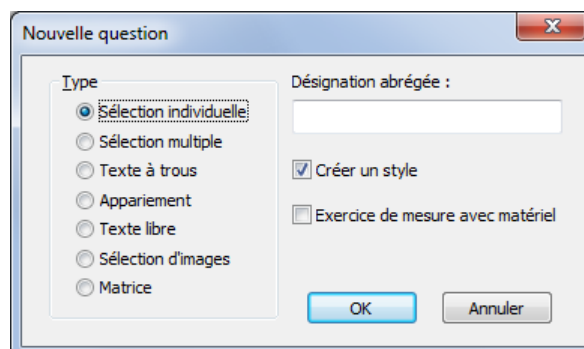 Nouvelle question
Type
Sélection individuelle
Sélection multiple
Texte à trous
Appariement
Texte libre
Sélection d'images
Matrice
Désignation abrégée :
Créer un style
Exercice de mesure avec matériel
OK
Annuler